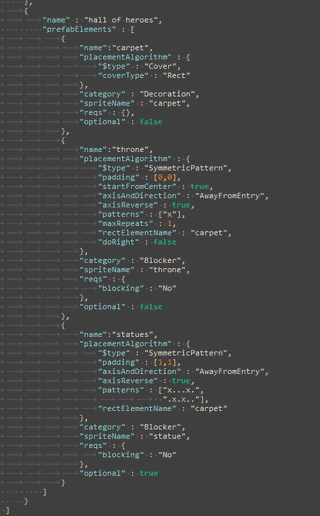 },
{
"name" : "hall of heroes",
"prefabElements" : [
{
"name":"carpet",
"placementAlgorithm" : {
"$type" : "Cover",
"coverType" : "Rect"
},
"category" : "Decoration",
"spriteName" : "carpet",
"reqs" : {},
"optional" : false
},
{
"name":"throne",
"placementAlgorithm" : {
"$type" : "SymmetricPattern",
"padding" : [0,0],
"startFromCenter" : true,
"axisAndDirection" : "AwayFromEntry",
"axisReverse" : true,
"patterns" : ["x"],
"maxRepeats" : 1,
"rectElementName" : "carpet",
"doRight" : false
},
"category" : "Blocker",
"spriteName" : "throne",
"reqs" : {
"blocking" : "No"
},
"optional" : false
},
{
"name":"statues",
"placementAlgorithm" : {
"$type" : "SymmetricPattern",
"padding" : [1,1],
"axisAndDirection" : "AwayFromEntry",
"axisReverse" : true,
"patterns" : ["x...x.",
".x.x.."],
"rectElementName" : "carpet"
},
"category" : "Blocker",
"spriteName" : "statue",
"reqs" : {
"blocking" : "No"
},
"optional" : true
}
]
}
]